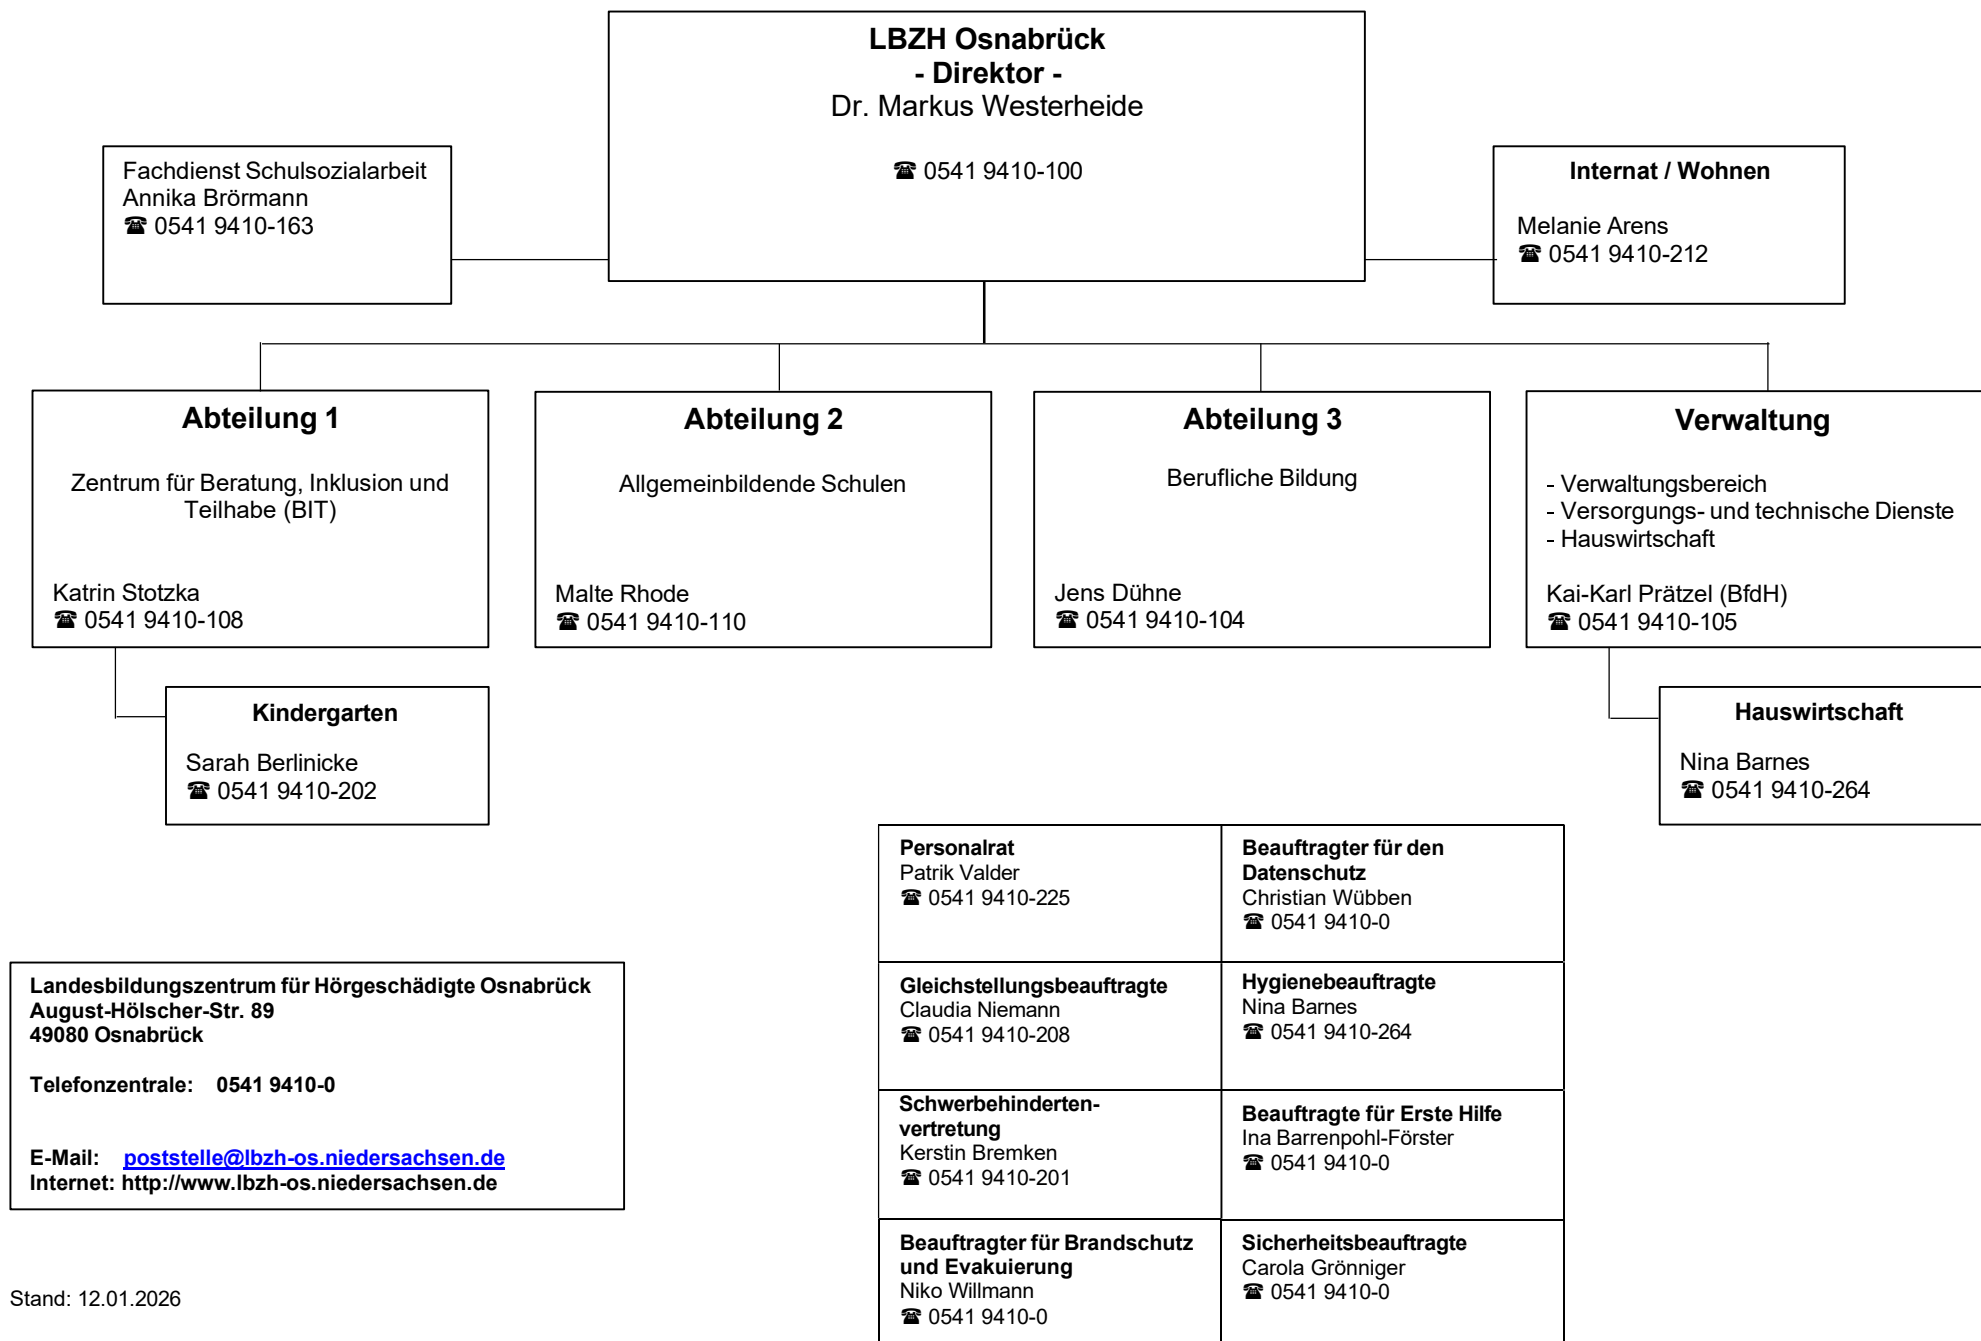 LBZH Osnabrück
- Direktor -
Dr. Markus Westerheide
☎ 0541 9410-100
Fachdienst Schulsozialarbeit
Annika Brörmann
☎ 0541 9410-163
Internat / Wohnen
Melanie Arens
☎ 0541 9410-212
Abteilung 1
Zentrum für Beratung, Inklusion und
Teilhabe (BIT)
Katrin Stotzka
☎ 0541 9410-108
Abteilung 2
Allgemeinbildende Schulen
Malte Rhode
☎ 0541 9410-110
Abteilung 3
Berufliche Bildung
Jens Dühne
☎ 0541 9410-104
Verwaltung
- Verwaltungsbereich
- Versorgungs- und technische Dienste
- Hauswirtschaft
Kai-Karl Prätzel (BfdH)
☎ 0541 9410-105
Kindergarten
Sarah Berlinicke
☎ 0541 9410-202
Hauswirtschaft
Nina Barnes
☎ 0541 9410-264
Personalrat
Patrik Valder
☎ 0541 9410-225
Beauftragter für den
Datenschutz
Christian Wübben
☎ 0541 9410-0
Gleichstellungsbeauftragte
Claudia Niemann
☎ 0541 9410-208
Hygienebeauftragte
Nina Barnes
☎ 0541 9410-264
Schwerbehinderten-
vertretung
Kerstin Bremken
☎ 0541 9410-201
Beauftragte für Erste Hilfe
Ina Barrenpohl-Förster
☎ 0541 9410-0
Beauftragter für Brandschutz
und Evakuierung
Niko Willmann
☎ 0541 9410-0
Sicherheitsbeauftragte
Carola Grönniger
☎ 0541 9410-0
Landesbildungszentrum für Hörgeschädigte Osnabrück
August-Hölscher-Str. 89
49080 Osnabrück
Telefonzentrale: 0541 9410-0
E-Mail: poststelle@lbzh-os.niedersachsen.de
Internet: http://www.lbzh-os.niedersachsen.de
Stand: 12.01.2026